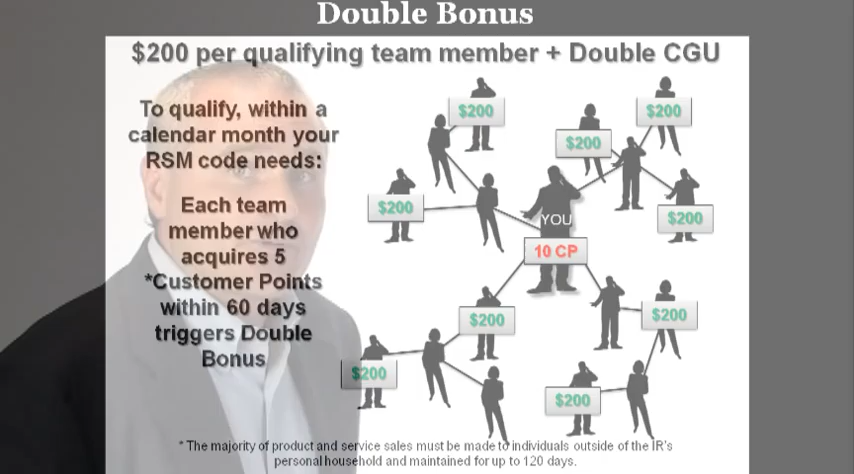 Double Bonus
$200 per qualifying team member + Double CGU
To qualify, within a
calendar month your
RSM code needs:
Each team
member who
acquires 5
*Customer Points
within 60 days
triggers Double
Bonus
$200
$200
$200
$200
$200
YOU
10 CP
$200
$200
$200
$200
* The majority of product and service sales must be made to individuals outside of the IR's
personal household and maintained for up to 120 days.